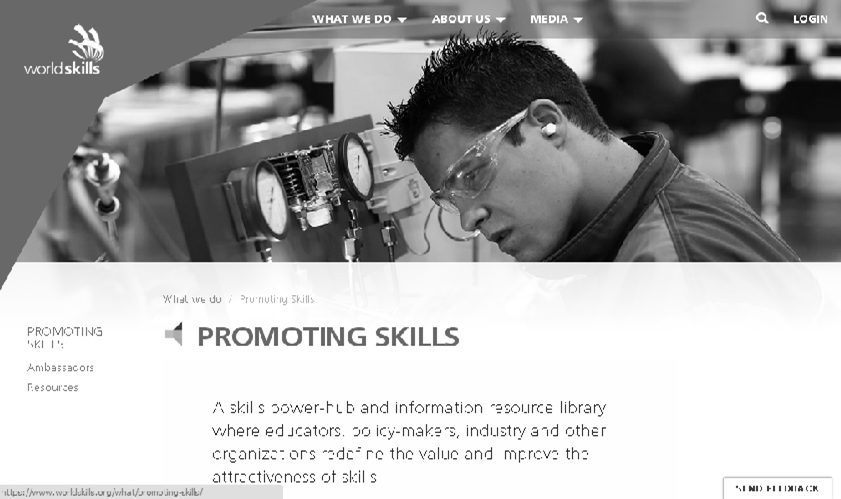 WHAT WE DO ABOUT US MEDIA LOGIN
worldskills
What we do / Promoting Skills
PROMOTING SKILLS
PROMOTING
SKILLS
Ambassadors
Resources
A skills power-hub and information resource library
where educators, policy-makers, industry and other
organizations redefine the value and improve the
attractiveness of skills
https://www.worldskills.org/what/promoting-skills/
SEND FEEDBACK